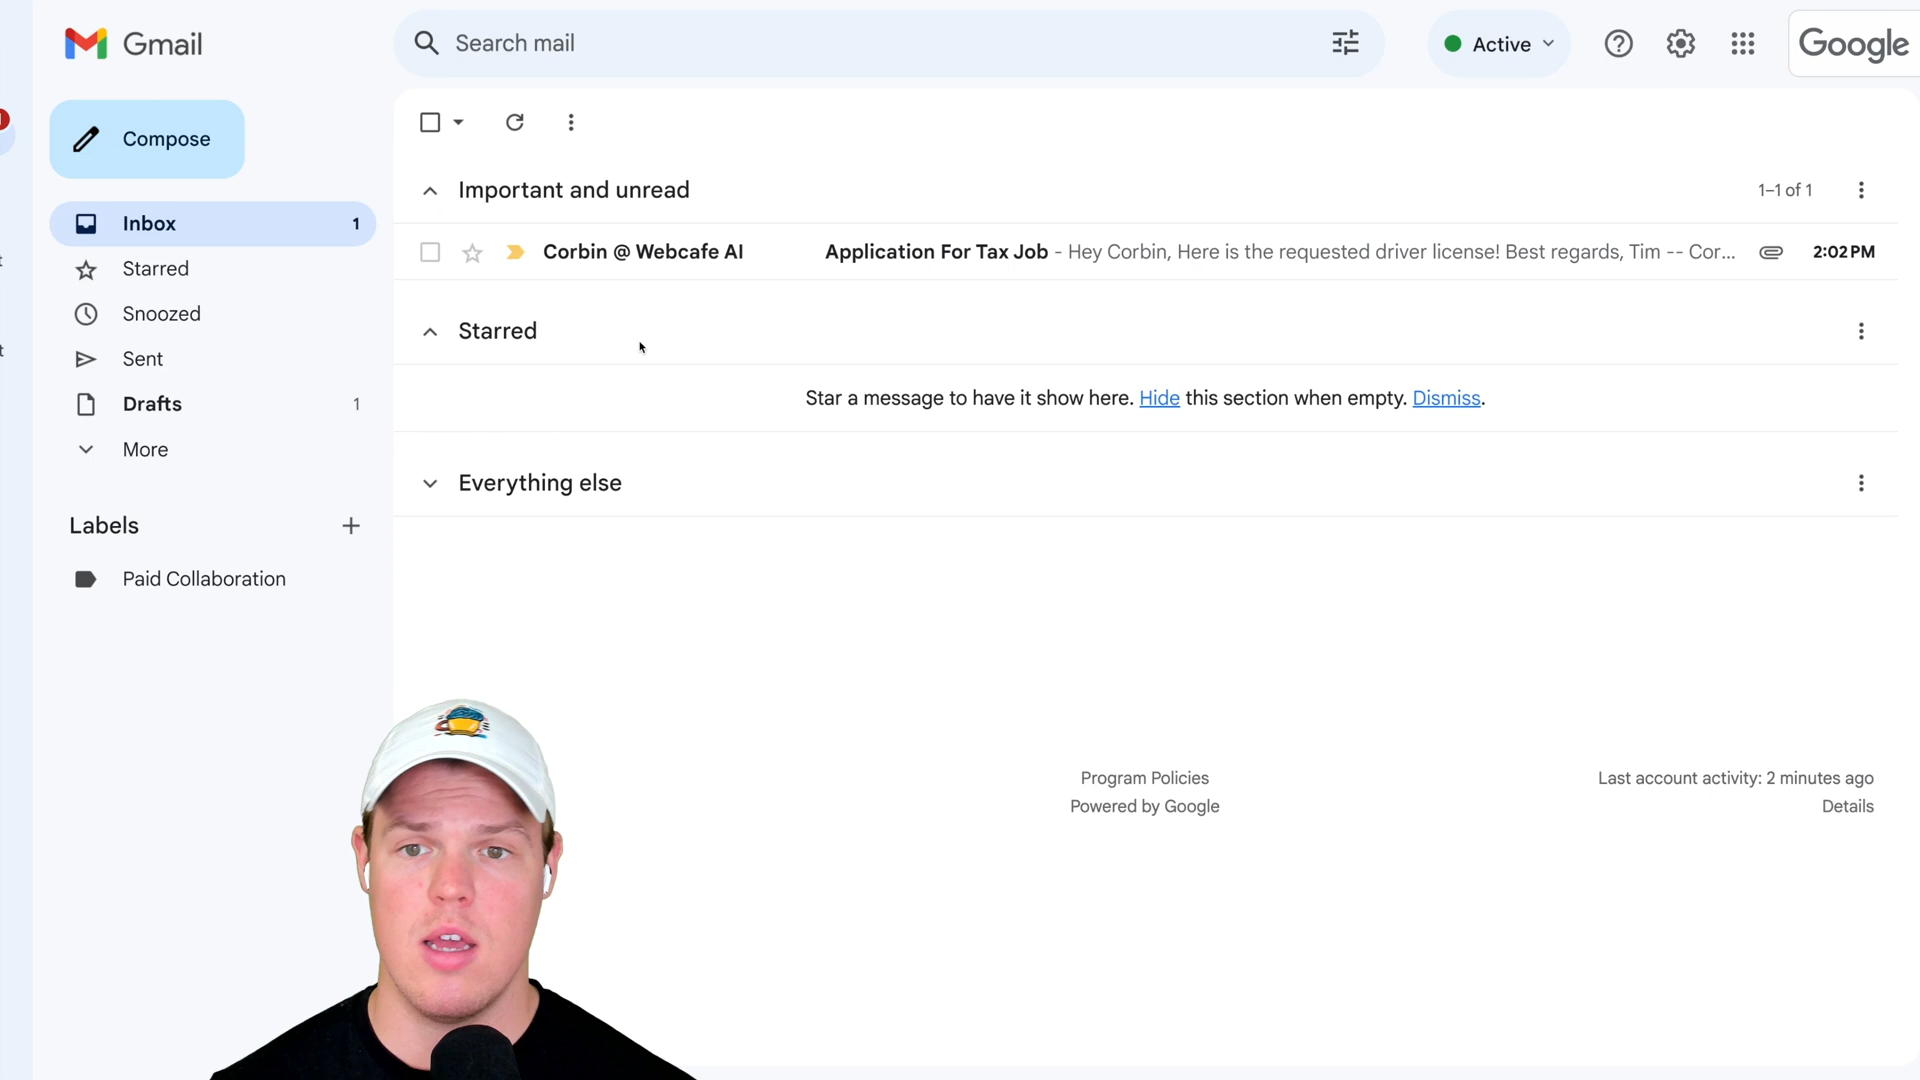 Gmail
Search mail
Active
Google
Compose
Important and unread
1–1 of 1
Inbox 1
Corbin @ Webcafe AI Application For Tax Job - Hey Corbin, Here is the requested driver license! Best regards, Tim -- Cor... 2:02 PM
Starred
Snoozed
Starred
Sent
Star a message to have it show here. Hide this section when empty. Dismiss.
Drafts 1
More
Everything else
Labels
Paid Collaboration
Program Policies
Powered by Google
Last account activity: 2 minutes ago
Details